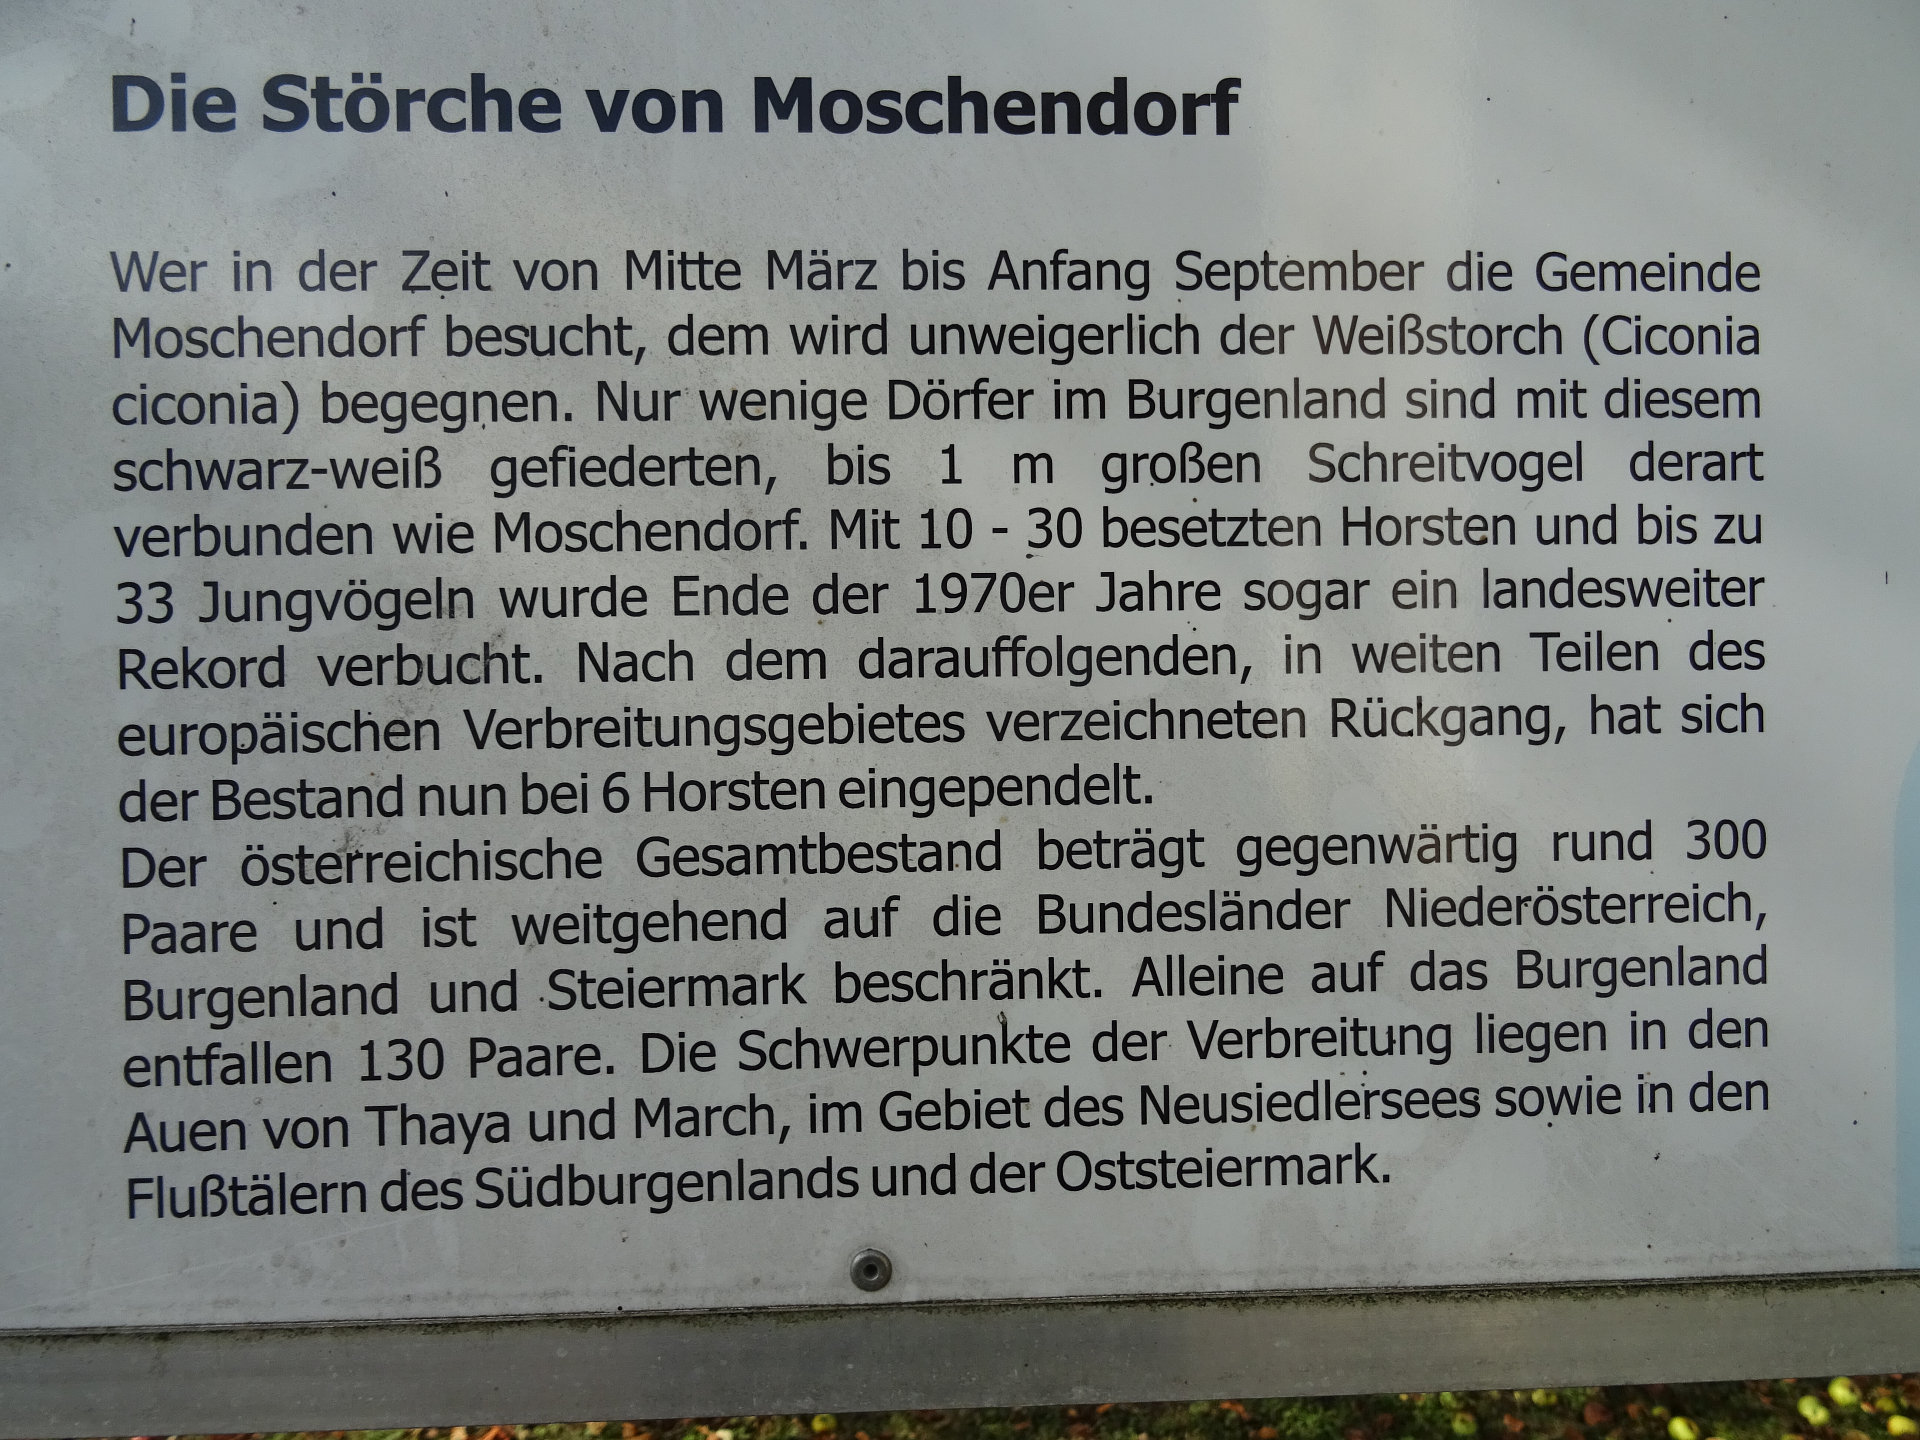 Die Störche von Moschendorf
Wer in der Zeit von Mitte März bis Anfang September die Gemeinde
Moschendorf besucht, dem wird unweigerlich der Weißstorch (Ciconia
ciconia) begegnen. Nur wenige Dörfer im Burgenland sind mit diesem
schwarz-weiß gefiederten, bis 1 m großen Schreitvogel derart
verbunden wie Moschendorf. Mit 10 - 30 besetzten Horsten und bis zu
33 Jungvögeln wurde Ende der 1970er Jahre sogar ein landesweiter
Rekord verbucht. Nach dem darauffolgenden, in weiten Teilen des
europäischen Verbreitungsgebietes verzeichneten Rückgang, hat sich
der Bestand nun bei 6 Horsten eingependelt.
Der österreichische Gesamtbestand beträgt gegenwärtig rund 300
Paare und ist weitgehend auf die Bundesländer Niederösterreich,
Burgenland und Steiermark beschränkt. Alleine auf das Burgenland
entfallen 130 Paare. Die Schwerpunkte der Verbreitung liegen in den
Auen von Thaya und March, im Gebiet des Neusiedlersees sowie in den
Flußtälern des Südburgenlands und der Oststeiermark.